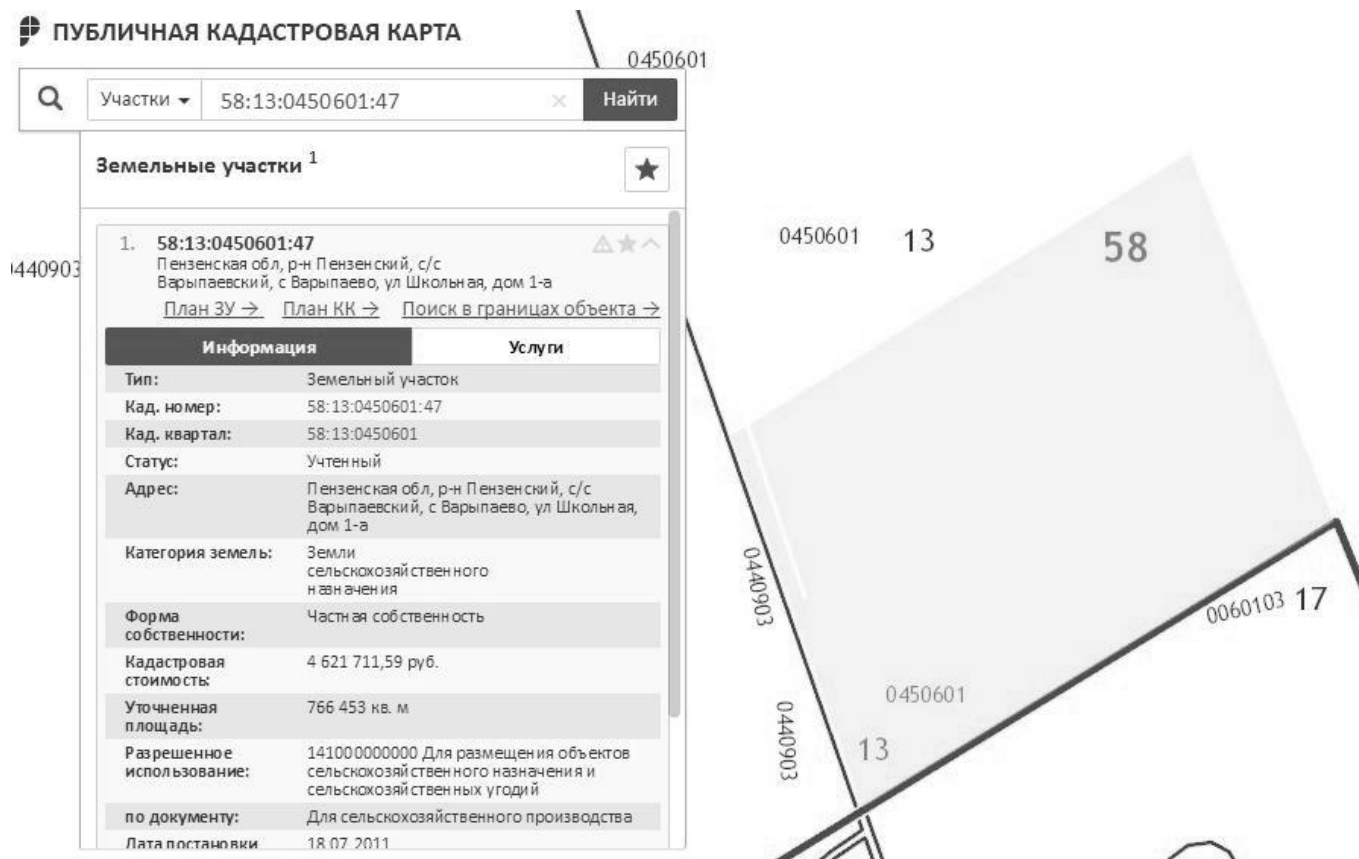 ПУБЛИЧНАЯ КАДАСТРОВАЯ КАРТА
Участки 58:13:0450601:47 Найти
Земельные участки 1
1. 58:13:0450601:47
Пензенская обл, р-н Пензенский, с/с
Варыпаевский, с Варыпаево, ул Школьная, дом 1-а
План ЗУ → План КК → Поиск в границах объекта →
Информация Услуги
Тип: Земельный участок
Кад. номер: 58:13:0450601:47
Кад. квартал: 58:13:0450601
Статус: Учтенный
Адрес: Пензенская обл, р-н Пензенский, с/с
Варыпаевский, с Варыпаево, ул Школьная,
дом 1-а
Категория земель: Земли
сельскохозяйственного
назначения
Форма Частная собственность
собственности:
Кадастровая 4 621 711,59 руб.
стоимость:
Уточненная 766 453 кв. м
площадь:
Разрешенное 141000000000 Для размещения объектов
использование: сельскохозяйственного назначения и
сельскохозяйственных угодий
по документу: Для сельскохозяйственного производства
Дата постановки 18.07.2011
0450601
0450601 13 58
0440903
0440903
0060103 17
0450601
0440903
13